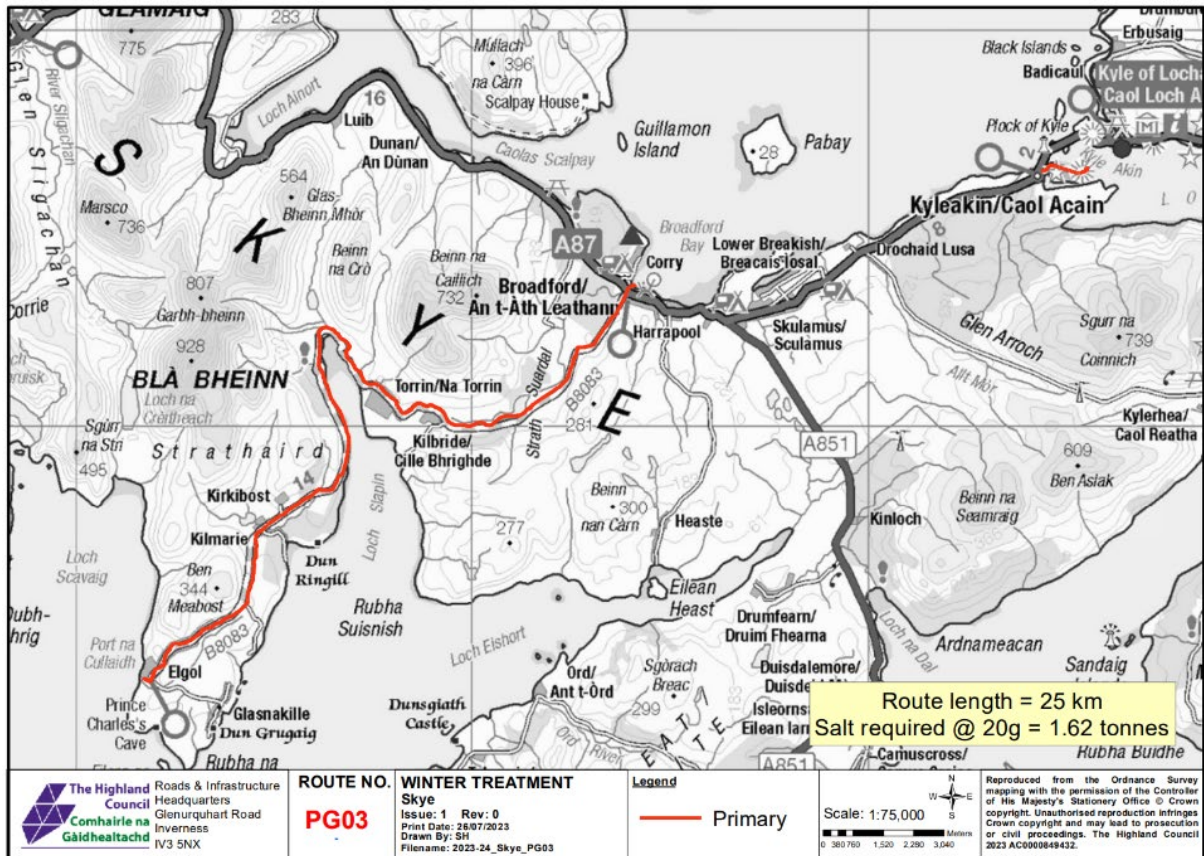 GLAMAIG
283
775
River Sligachan
Glen Sligachan
Loch Ainort
16
Luib
Mullach
396
na Càrn
Scalpay House
Dunan/
An Dùnan
Caolas Scalpay
Guillamon
Island
Pabay
28
Black Islands
Erbusaig
Badicaul
Kyle of Loch
Caol Loch A
Plock of Kyle
2
Kyle Akin
Kyleakin/Caol Acain
8
S
K
Y
E
564
Glas-
Bheinn Mhòr
Marsco
736
Beinn
na Crò
Beinn na
Caillich
732
A87
Broadford
Bay
Corry
Lower Breakish/
Breacais Iosal
Drochaid Lusa
Broadford/
An t-Àth Leathann
Harrapool
Skulamus/
Sculamus
Glen Arroch
Sgurr na
739
Coinnich
Allt Mòr
807
Garbh-bheinn
928
BLÀ BHEINN
Loch na
Crèitheach
Corrie
Sgùrr
na Stri
495
Strathaird
Torrin/Na Torrin
Kilbride/
Cille Bhrighde
Strath Suardal
B8083
281
A851
Kylerhea/
Caol Reatha
609
Ben Aslak
Beinn na
Seamraig
Kinloch
14
Kirkibost
Kilmarie
Loch Slapin
277
Beinn
300
nan Càrn
Heaste
183
61
Loch
Scavaig
Ben
344
Meabost
Dun
Ringill
Rubha
Suisnish
Eilean
Heast
Loch Eishort
Drumfearn/
Druim Fhearna
Loch na Dal
Ardnameacan
Sandaig
Port na
Cullaidh
B8083
Elgol
Prince
Charles's
Cave
Glasnakille
Dun Grugaig
Rubha na
Dunsgiath
Castle
Ord/
Ant t-Òrd
Sgòrach
Breac
299
183
Ord River
Duisdalemore/
Camuscross/
A851
Rubha Buidhe
Route length = 25 km
Salt required @ 20g = 1.62 tonnes
The Highland
Council
Comhairle na
Gàidhealtachd
Roads & Infrastructure
Headquarters
Glenurquhart Road
Inverness
IV3 5NX
ROUTE NO.
PG03
WINTER TREATMENT
Skye
Issue: 1 Rev: 0
Print Date: 26/07/2023
Drawn By: SH
Filename: 2023-24_Skye_PG03
Legend
Primary
Scale: 1:75,000
N
W E
S
0 380760 1,520 2,280 3,040 Meters
Reproduced from the Ordnance Survey
mapping with the permission of the Controller
of His Majesty's Stationery Office © Crown
copyright. Unauthorised reproduction infringes
Crown copyright and may lead to prosecution
or civil proceedings. The Highland Council
2023 AC0000849432.